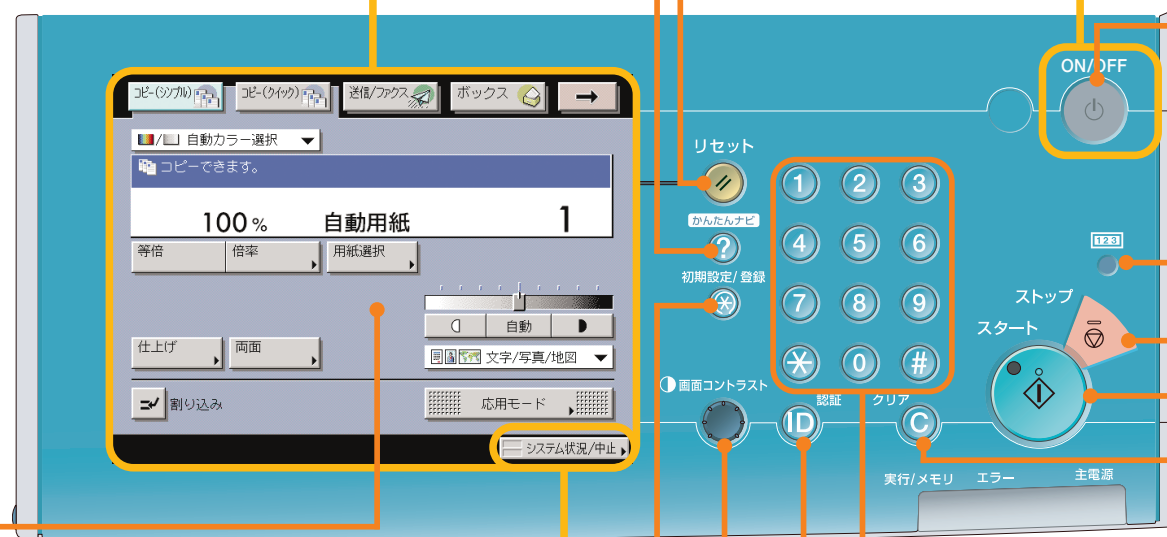 コピー(シンプル)
コピー(クイック)
送信/ファクス
ボックス
→
/ 自動カラー選択 ▼
コピーできます。
100 % 自動用紙 1
等倍
倍率
用紙選択
自動
仕上げ
両面
文字/写真/地図 ▼
割り込み
応用モード
システム状況/中止
リセット
かんたんナビ
?
初期設定/登録
画面コントラスト
1 2 3
4 5 6
7 8 9
0 #
認証
ID
クリア
C
ON/OFF
123
ストップ
スタート
実行/メモリ エラー 主電源